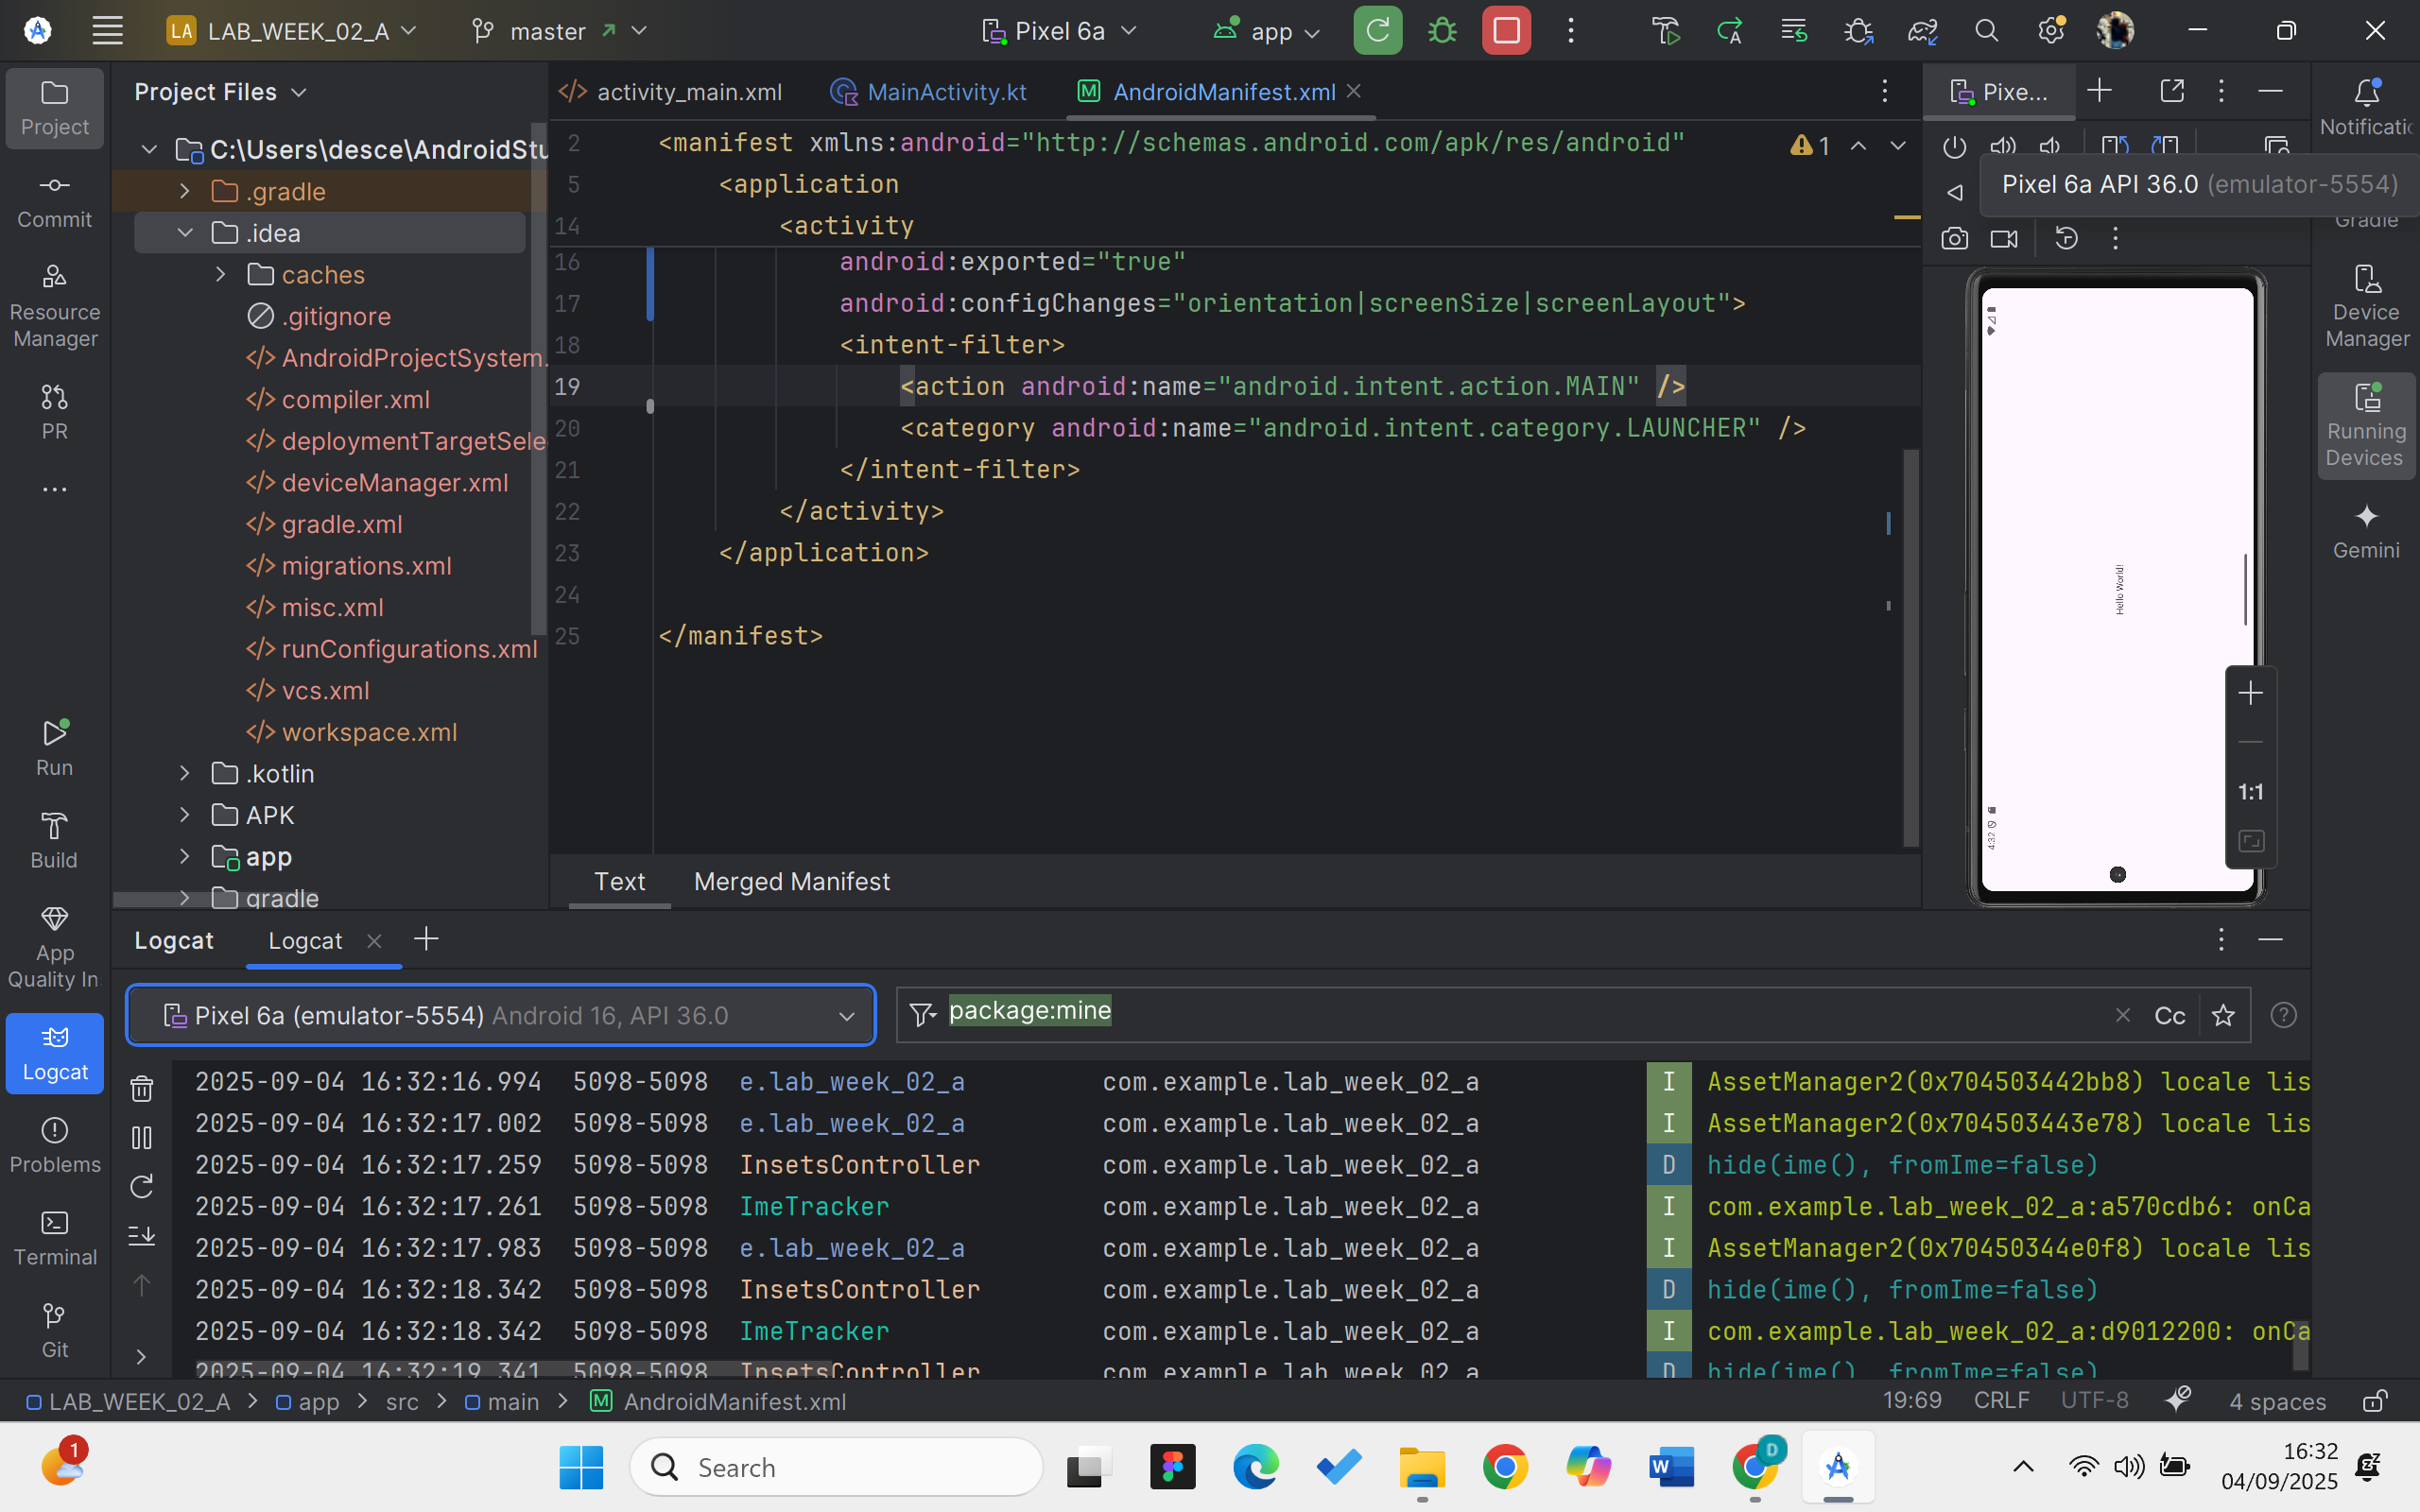 LA LAB_WEEK_02_A master Pixel 6a app
Project Files
Project
Commit
Resource
Manager
PR
Run
Build
App
Quality In
Logcat
Problems
Terminal
Git
C:\Users\desce\AndroidStu
.gradle
.idea
caches
.gitignore
AndroidProjectSystem.
compiler.xml
deploymentTargetSele
deviceManager.xml
gradle.xml
migrations.xml
misc.xml
runConfigurations.xml
vcs.xml
workspace.xml
.kotlin
APK
app
gradle
activity_main.xml MainActivity.kt AndroidManifest.xml
1
2 <manifest xmlns:android="http://schemas.android.com/apk/res/android"
5 <application
14 <activity
16 android:exported="true"
17 android:configChanges="orientation|screenSize|screenLayout">
18 <intent-filter>
19 <action android:name="android.intent.action.MAIN" />
20 <category android:name="android.intent.category.LAUNCHER" />
21 </intent-filter>
22 </activity>
23 </application>
24
25 </manifest>
Text Merged Manifest
Pixe...
Pixel 6a API 36.0 (emulator-5554)
Hello World!
4:32
1:1
Notificatio
Gradle
Device
Manager
Running
Devices
Gemini
Logcat Logcat
Pixel 6a (emulator-5554) Android 16, API 36.0
package:mine
Cc
2025-09-04 16:32:16.994 5098-5098 e.lab_week_02_a com.example.lab_week_02_a I AssetManager2(0x704503442bb8) locale lis
2025-09-04 16:32:17.002 5098-5098 e.lab_week_02_a com.example.lab_week_02_a I AssetManager2(0x704503443e78) locale lis
2025-09-04 16:32:17.259 5098-5098 InsetsController com.example.lab_week_02_a D hide(ime(), fromIme=false)
2025-09-04 16:32:17.261 5098-5098 ImeTracker com.example.lab_week_02_a I com.example.lab_week_02_a:a570cdb6: onCa
2025-09-04 16:32:17.983 5098-5098 e.lab_week_02_a com.example.lab_week_02_a I AssetManager2(0x70450344e0f8) locale lis
2025-09-04 16:32:18.342 5098-5098 InsetsController com.example.lab_week_02_a D hide(ime(), fromIme=false)
2025-09-04 16:32:18.342 5098-5098 ImeTracker com.example.lab_week_02_a I com.example.lab_week_02_a:d9012200: onCa
2025-09-04 16:32:19.341 5098-5098 InsetsController com.example.lab_week_02_a D hide(ime(), fromIme=false)
LAB_WEEK_02_A > app > src > main > AndroidManifest.xml
19:69 CRLF UTF-8 4 spaces
1
Search
D
16:32
04/09/2025